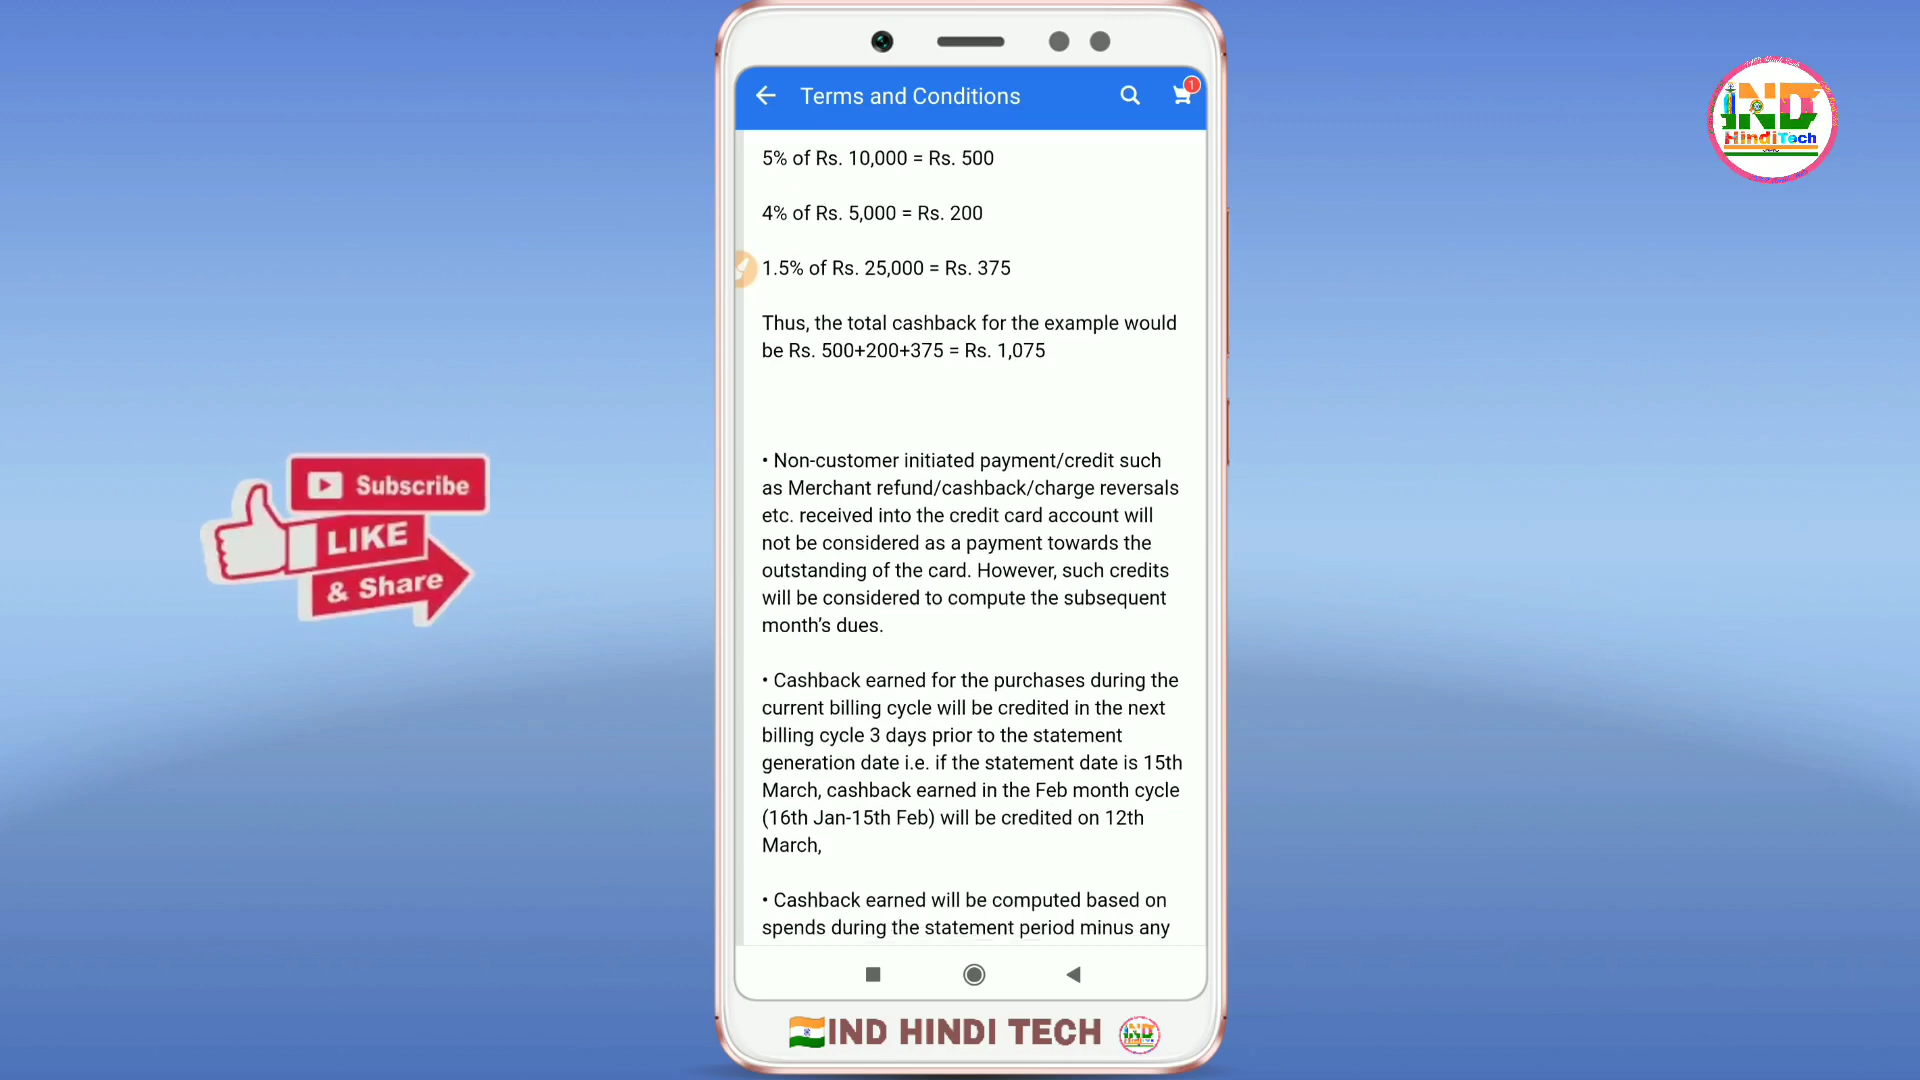 Terms and Conditions
1
IND
HindiTech
5% of Rs. 10,000 = Rs. 500
4% of Rs. 5,000 = Rs. 200
1.5% of Rs. 25,000 = Rs. 375
Thus, the total cashback for the example would
be Rs. 500+200+375 = Rs. 1,075
• Non-customer initiated payment/credit such
as Merchant refund/cashback/charge reversals
etc. received into the credit card account will
not be considered as a payment towards the
outstanding of the card. However, such credits
will be considered to compute the subsequent
month’s dues.
• Cashback earned for the purchases during the
current billing cycle will be credited in the next
billing cycle 3 days prior to the statement
generation date i.e. if the statement date is 15th
March, cashback earned in the Feb month cycle
(16th Jan-15th Feb) will be credited on 12th
March,
• Cashback earned will be computed based on
spends during the statement period minus any
Subscribe
LIKE
& Share
IND HINDI TECH
IND